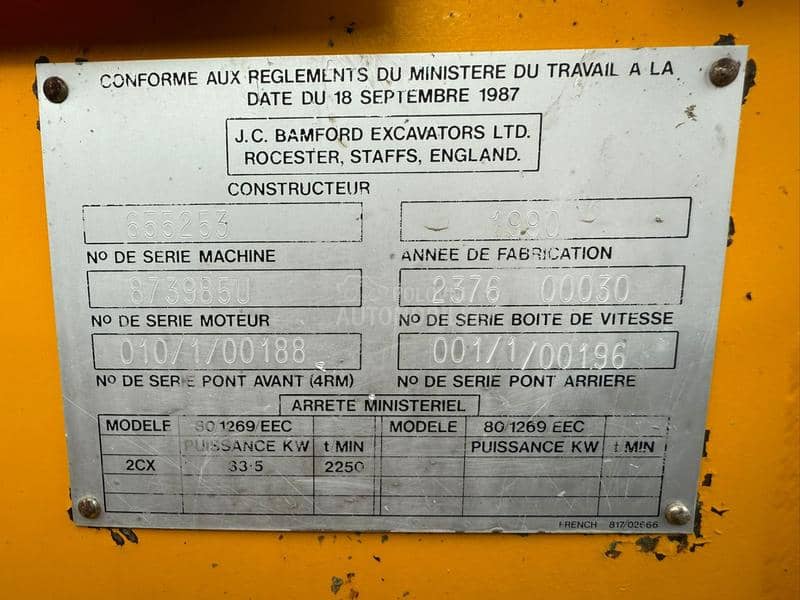 CONFORME AUX REGLEMENTS DU MINISTERE DU TRAVAIL A LA
DATE DU 18 SEPTEMBRE 1987
J.C. BAMFORD EXCAVATORS LTD.
ROCESTER, STAFFS, ENGLAND.
CONSTRUCTEUR
655253 1990
Nº DE SERIE MACHINE ANNEE DE FABRICATION
873985U 2376 00030
Nº DE SERIE MOTEUR Nº DE SERIE BOITE DE VITESSE
010/1/00188 001/1/00196
Nº DE SERIE PONT AVANT (4RM) Nº DE SERIE PONT ARRIERE
ARRETE MINISTERIEL
MODELE 80/1269/EEC MODELE 80/1269/EEC
PUISSANCE KW t/MIN PUISSANCE KW t/MIN
2CX 33·5 2250
FRENCH 817/02666